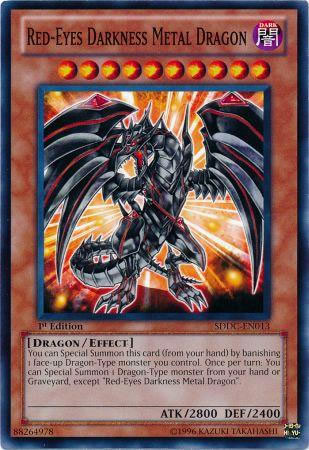 RED-EYES DARKNESS METAL DRAGON
DARK
闇
1st Edition
SDDC-EN013
[DRAGON / EFFECT]
You can Special Summon this card (from your hand) by banishing
1 face-up Dragon-Type monster you control. Once per turn: You
can Special Summon 1 Dragon-Type monster from your hand or
Graveyard, except "Red-Eyes Darkness Metal Dragon".
ATK/2800 DEF/2400
88264978
©1996 KAZUKI TAKAHASHI